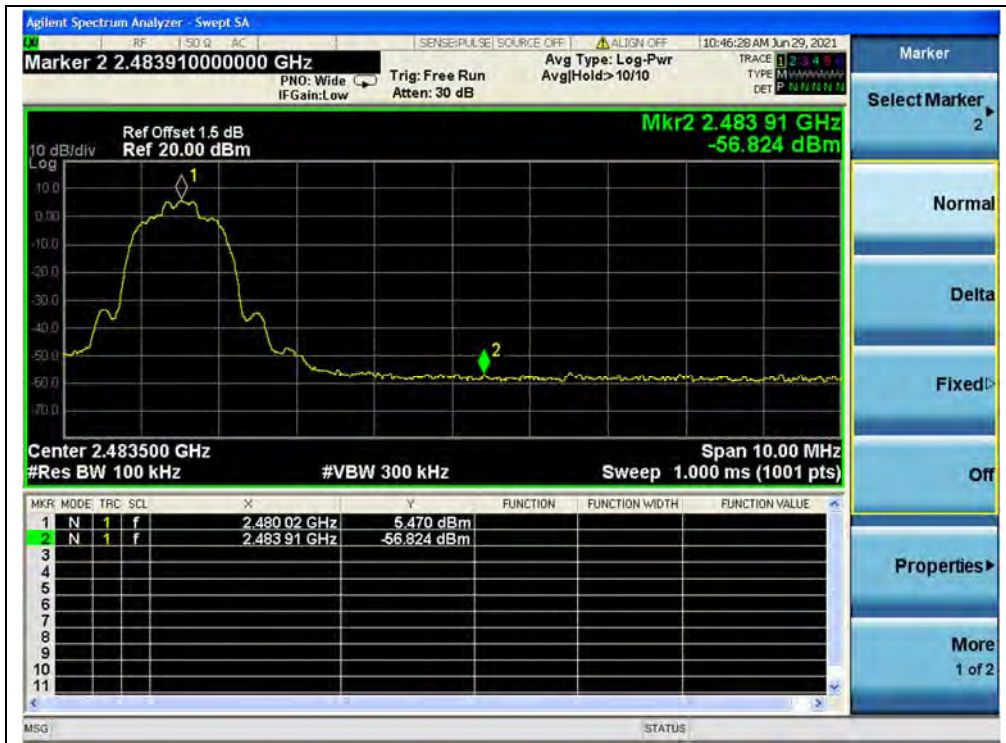 Agilent Spectrum Analyzer - Swept SA
RF 50 Ω AC SENSE:PULSE SOURCE OFF ALIGN OFF 10:46:28 AM Jun 29, 2021
Marker 2 2.483910000000 GHz
PNO: Wide
IFGain:Low
Trig: Free Run
Atten: 30 dB
Avg Type: Log-Pwr
Avg|Hold:>10/10
TRACE 1 2 3 4 5 6
TYPE M
DET P N N N N N
Mkr2 2.483 91 GHz
-56.824 dBm
Ref Offset 1.5 dB
10 dB/div Ref 20.00 dBm
Log
10.0
0.00
-10.0
-20.0
-30.0
-40.0
-50.0
-60.0
-70.0
1
2
Center 2.483500 GHz Span 10.00 MHz
#Res BW 100 kHz #VBW 300 kHz Sweep 1.000 ms (1001 pts)
MKR MODE TRC SCL X Y FUNCTION FUNCTION WIDTH FUNCTION VALUE
1 N 1 f 2.480 02 GHz 5.470 dBm
2 N 1 f 2.483 91 GHz -56.824 dBm
3
4
5
6
7
8
9
10
11
MSG STATUS
Marker
Select Marker
2
Normal
Delta
Fixed
Off
Properties
More
1 of 2